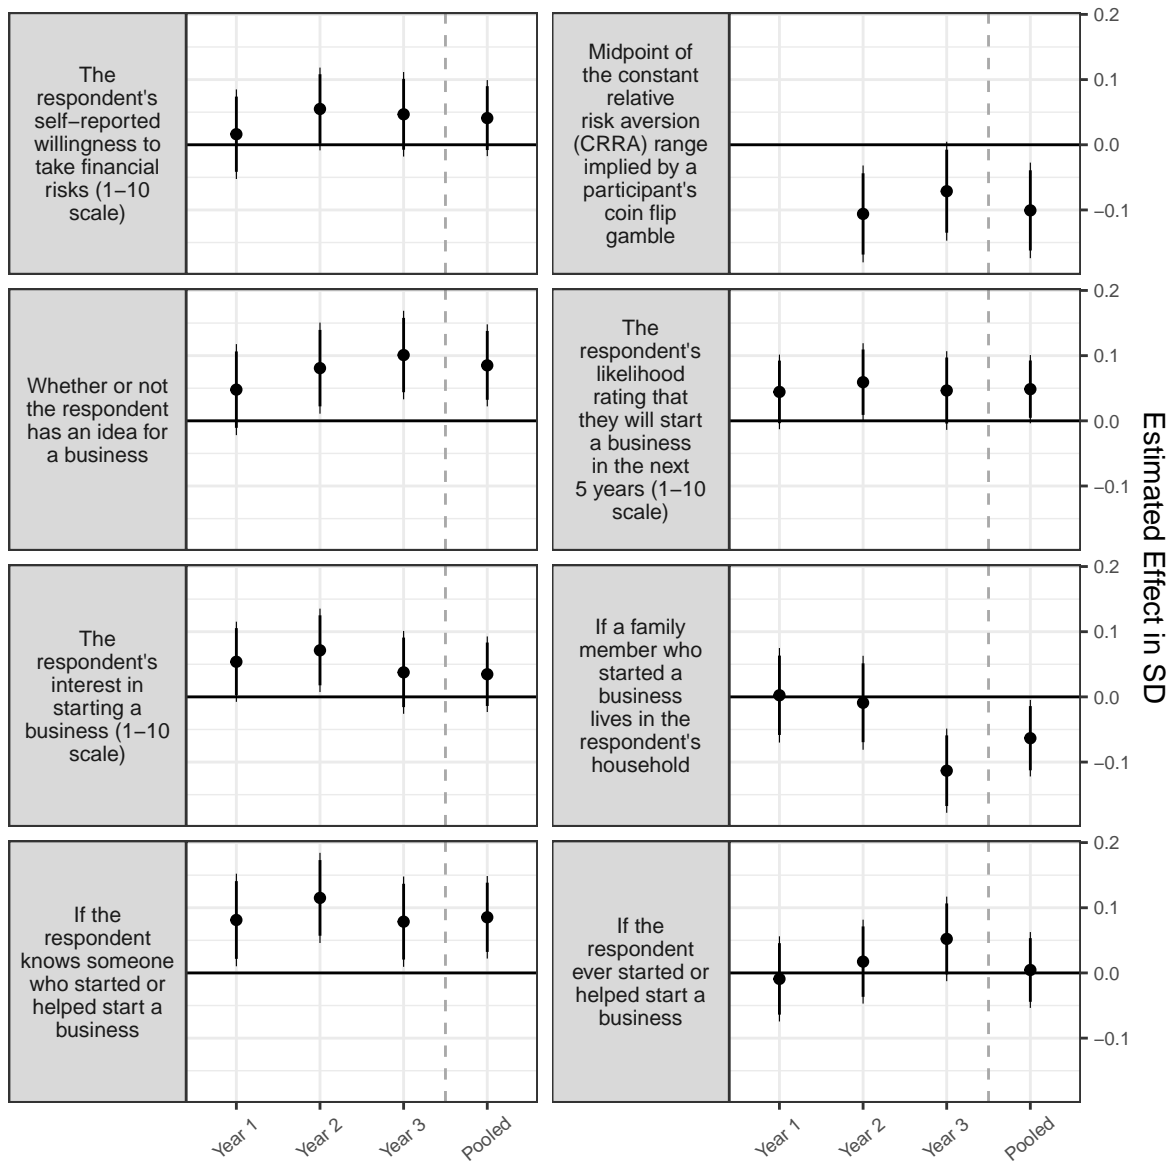 The
respondent's
self−reported
willingness to
take financial
risks (1−10
scale)
Midpoint of
the constant
relative
risk aversion
(CRRA) range
implied by a
participant's
coin flip
gamble
0.2
0.1
0.0
−0.1
Whether or not
the respondent
has an idea for
a business
The
respondent's
likelihood
rating that
they will start
a business
in the next
5 years (1−10
scale)
0.2
0.1
0.0
−0.1
The
respondent's
interest in
starting a
business (1−10
scale)
If a family
member who
started a
business
lives in the
respondent's
household
0.2
0.1
0.0
−0.1
If the
respondent
knows someone
who started or
helped start a
business
If the
respondent
ever started or
helped start a
business
0.2
0.1
0.0
−0.1
Year 1
Year 2
Year 3
Pooled
Year 1
Year 2
Year 3
Pooled
Estimated Effect in SD